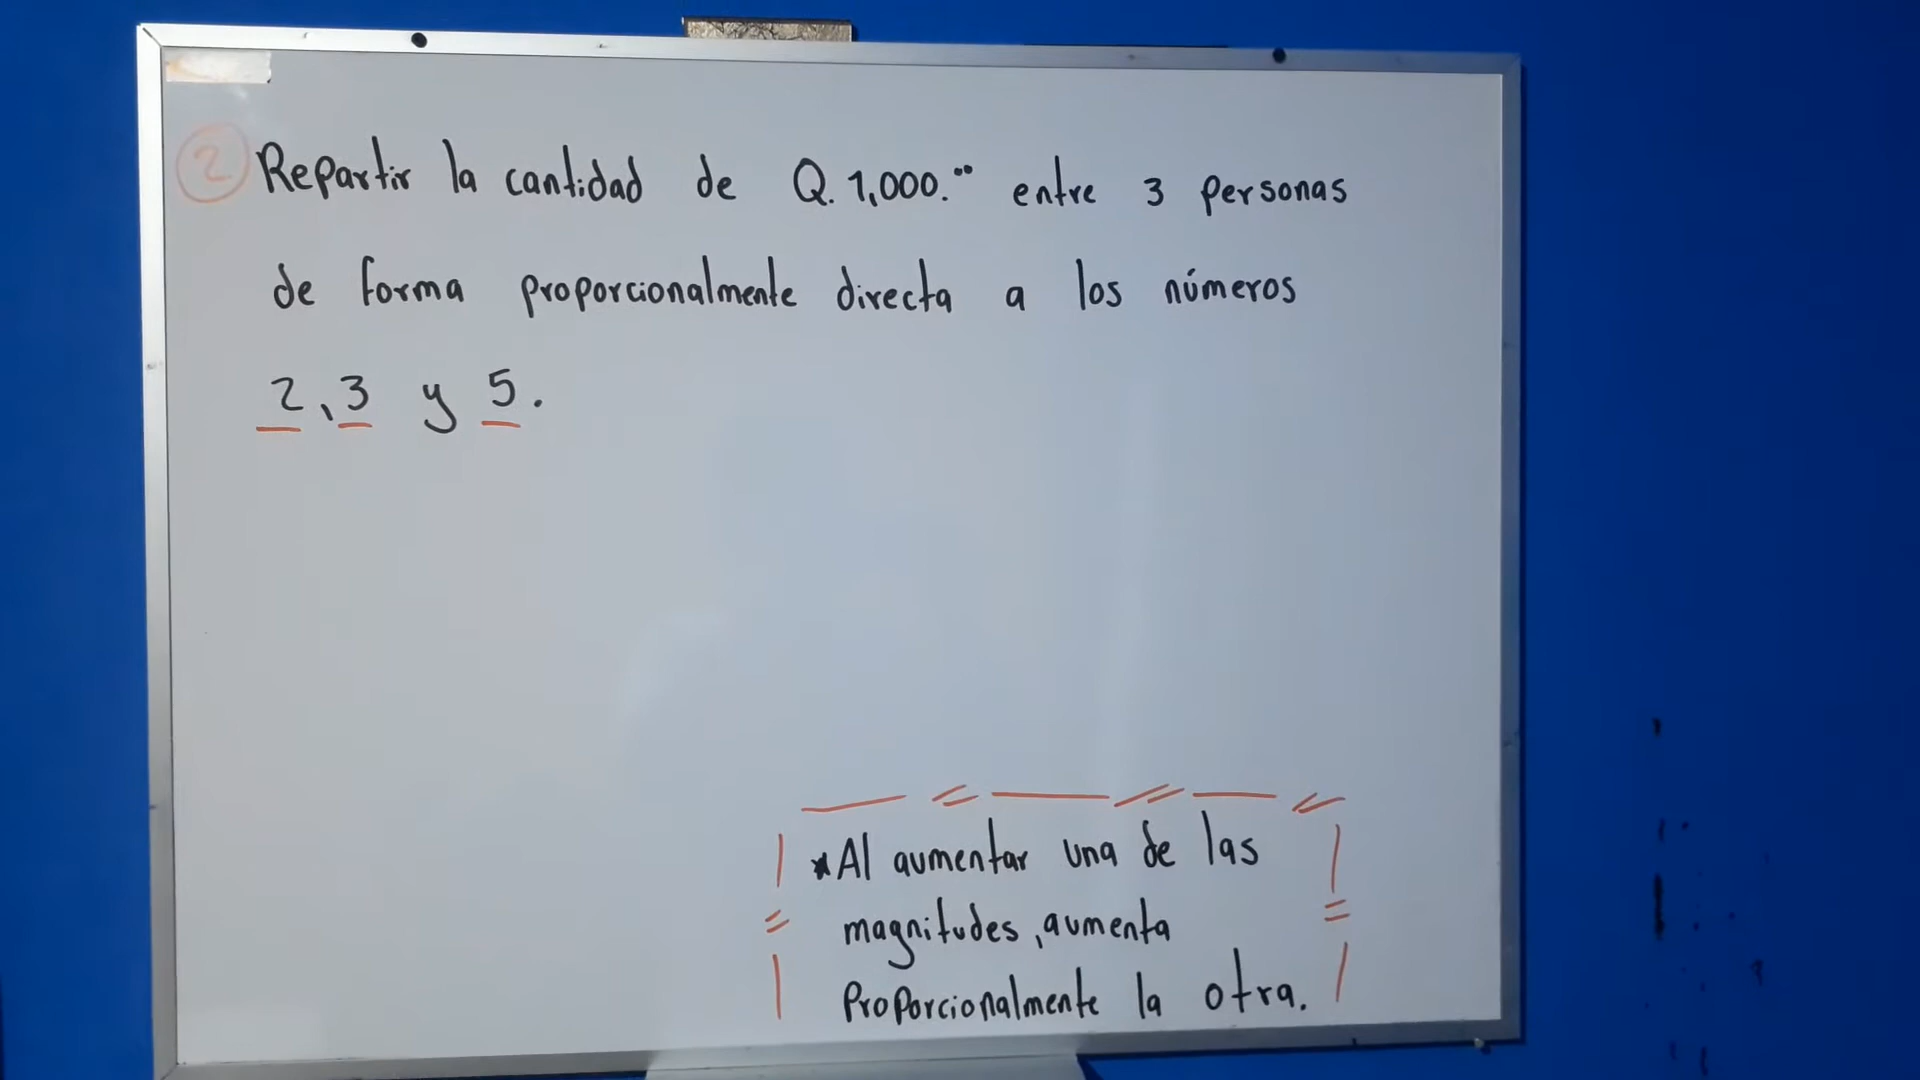 2 Repartir la cantidad de Q. 1,000.°° entre 3 personas
de forma proporcionalmente directa a los números
2, 3 y 5.
*Al aumentar una de las
magnitudes, aumenta
Proporcionalmente la otra.